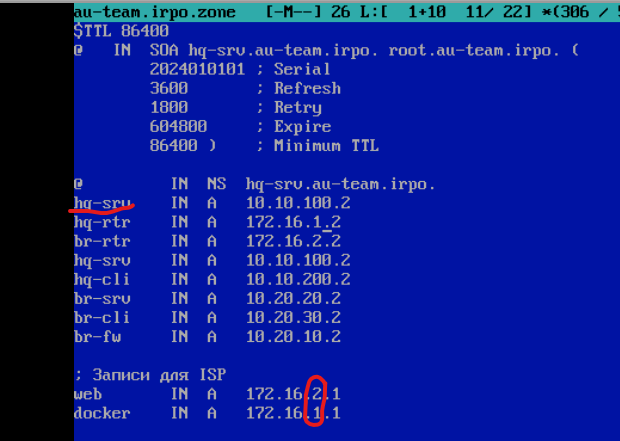 au-team.irpo.zone [-M--] 26 L:[ 1+10 11/ 22] *(306 /
$TTL 86400
@ IN SOA hq-srv.au-team.irpo. root.au-team.irpo. (
2024010101 ; Serial
3600 ; Refresh
1800 ; Retry
604800 ; Expire
86400 ) ; Minimum TTL
@ IN NS hq-srv.au-team.irpo.
hq-srv IN A 10.10.100.2
hq-rtr IN A 172.16.1.2
br-rtr IN A 172.16.2.2
hq-srv IN A 10.10.100.2
hq-cli IN A 10.10.200.2
br-srv IN A 10.20.20.2
br-cli IN A 10.20.30.2
br-fw IN A 10.20.10.2
; Записи для ISP
web IN A 172.16.2.1
docker IN A 172.16.1.1